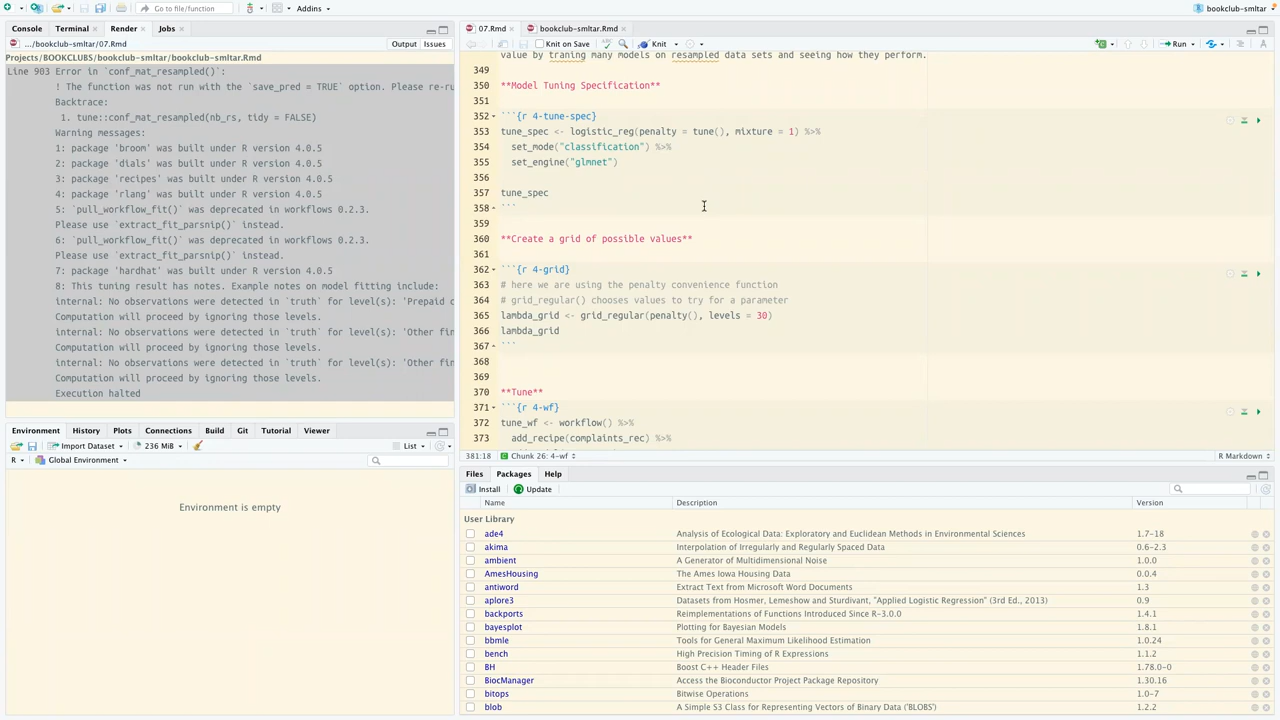 Go to file/function
Addins
Console
Terminal
Render
Jobs
.../bookclub-smltar/07.Rmd
Output
Issues
Projects/BOOKCLUBS/bookclub-smltar/bookclub-smltar.Rmd
Line 903 Error in `conf_mat_resampled()`:
! The function was not run with the `save_pred = TRUE` option. Please re-ru
Backtrace:
1. tune::conf_mat_resampled(nb_rs, tidy = FALSE)
Warning messages:
1: package 'broom' was built under R version 4.0.5
2: package 'dials' was built under R version 4.0.5
3: package 'recipes' was built under R version 4.0.5
4: package 'rlang' was built under R version 4.0.5
5: `pull_workflow_fit()` was deprecated in workflows 0.2.3.
Please use `extract_fit_parsnip()` instead.
6: `pull_workflow_fit()` was deprecated in workflows 0.2.3.
Please use `extract_fit_parsnip()` instead.
7: package 'hardhat' was built under R version 4.0.5
8: This tuning result has notes. Example notes on model fitting include:
internal: No observations were detected in `truth` for level(s): 'Prepaid c
Computation will proceed by ignoring those levels.
internal: No observations were detected in `truth` for level(s): 'Other fin
Computation will proceed by ignoring those levels.
internal: No observations were detected in `truth` for level(s): 'Other fin
Computation will proceed by ignoring those levels.
Execution halted
Environment
History
Plots
Connections
Build
Git
Tutorial
Viewer
Import Dataset
236 MiB
List
R
Global Environment
Environment is empty
07.Rmd
bookclub-smltar.Rmd
Knit on Save
Knit
Run
value by traning many models on resampled data sets and seeing how they perform.
349
350 **Model Tuning Specification**
351
352 ```{r 4-tune-spec}
353 tune_spec <- logistic_reg(penalty = tune(), mixture = 1) %>%
354 set_mode("classification") %>%
355 set_engine("glmnet")
356
357 tune_spec
358 ```
359
360 **Create a grid of possible values**
361
362 ```{r 4-grid}
363 # here we are using the penalty convenience function
364 # grid_regular() chooses values to try for a parameter
365 lambda_grid <- grid_regular(penalty(), levels = 30)
366 lambda_grid
367 ```
368
369
370 **Tune**
371 ```{r 4-wf}
372 tune_wf <- workflow() %>%
373 add_recipe(complaints_rec) %>%
381:18
Chunk 26: 4-wf
R Markdown
Files
Packages
Help
Install
Update
Name Description Version
User Library
ade4 Analysis of Ecological Data: Exploratory and Euclidean Methods in Environmental Sciences 1.7-18
akima Interpolation of Irregularly and Regularly Spaced Data 0.6-2.3
ambient A Generator of Multidimensional Noise 1.0.0
AmesHousing The Ames Iowa Housing Data 0.0.4
antiword Extract Text from Microsoft Word Documents 1.3
aplore3 Datasets from Hosmer, Lemeshow and Sturdivant, "Applied Logistic Regression" (3rd Ed., 2013) 0.9
backports Reimplementations of Functions Introduced Since R-3.0.0 1.4.1
bayesplot Plotting for Bayesian Models 1.8.1
bbmle Tools for General Maximum Likelihood Estimation 1.0.24
bench High Precision Timing of R Expressions 1.1.2
BH Boost C++ Header Files 1.78.0-0
BiocManager Access the Bioconductor Project Package Repository 1.30.16
bitops Bitwise Operations 1.0-7
blob A Simple S3 Class for Representing Vectors of Binary Data ('BLOBS') 1.2.2